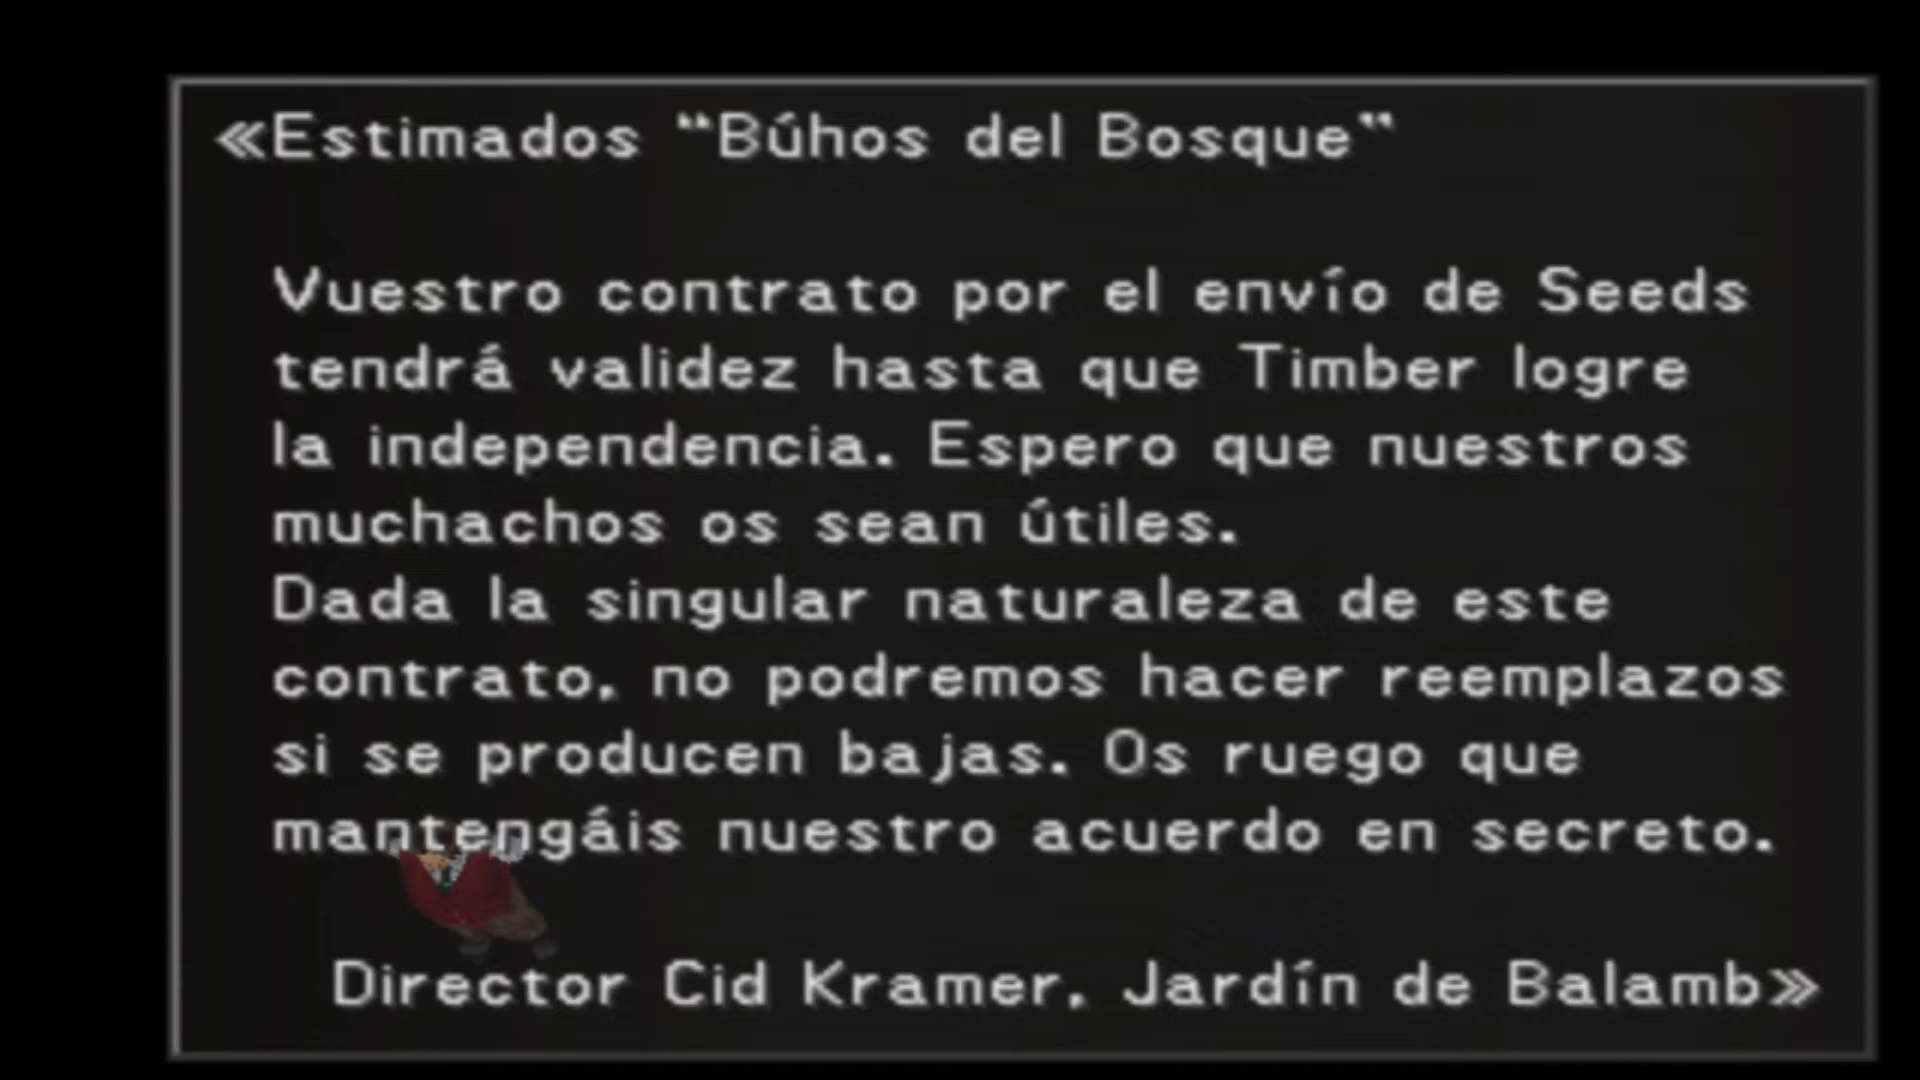 «Estimados “Búhos del Bosque”
Vuestro contrato por el envío de Seeds
tendrá validez hasta que Timber logre
la independencia. Espero que nuestros
muchachos os sean útiles.
Dada la singular naturaleza de este
contrato, no podremos hacer reemplazos
si se producen bajas. Os ruego que
mantengáis nuestro acuerdo en secreto.
Director Cid Kramer, Jardín de Balamb»